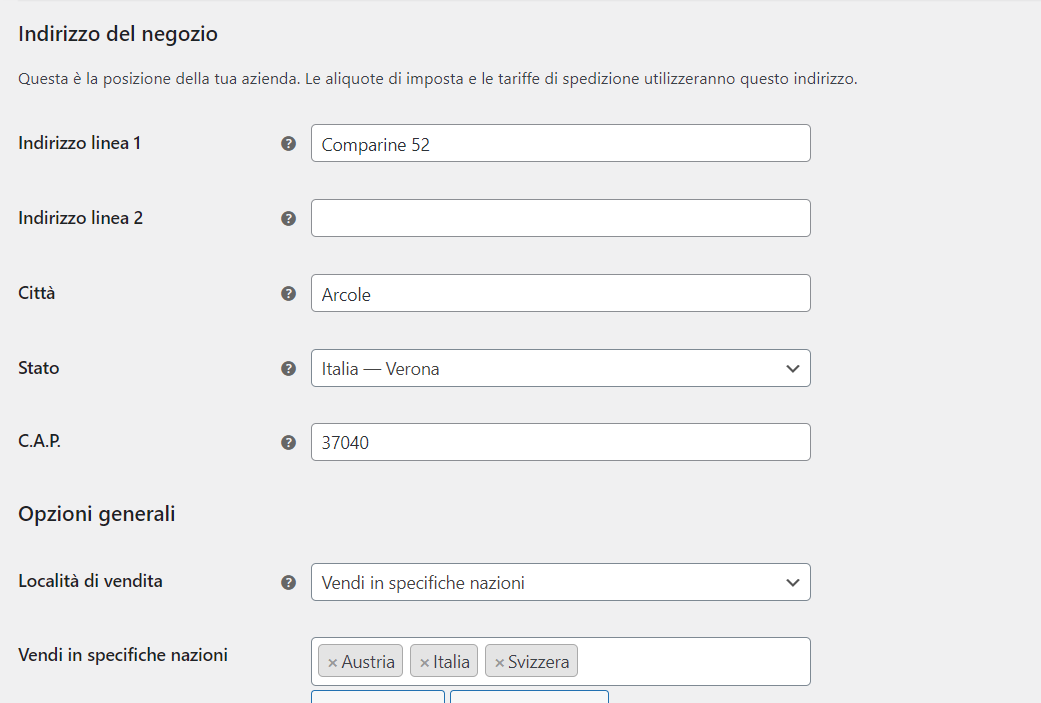 Indirizzo del negozio
Questa è la posizione della tua azienda. Le aliquote di imposta e le tariffe di spedizione utilizzeranno questo indirizzo.
Indirizzo linea 1 ? Comparine 52
Indirizzo linea 2 ?
Città ? Arcole
Stato ? Italia — Verona
C.A.P. ? 37040
Opzioni generali
Località di vendita ? Vendi in specifiche nazioni
Vendi in specifiche nazioni × Austria × Italia × Svizzera